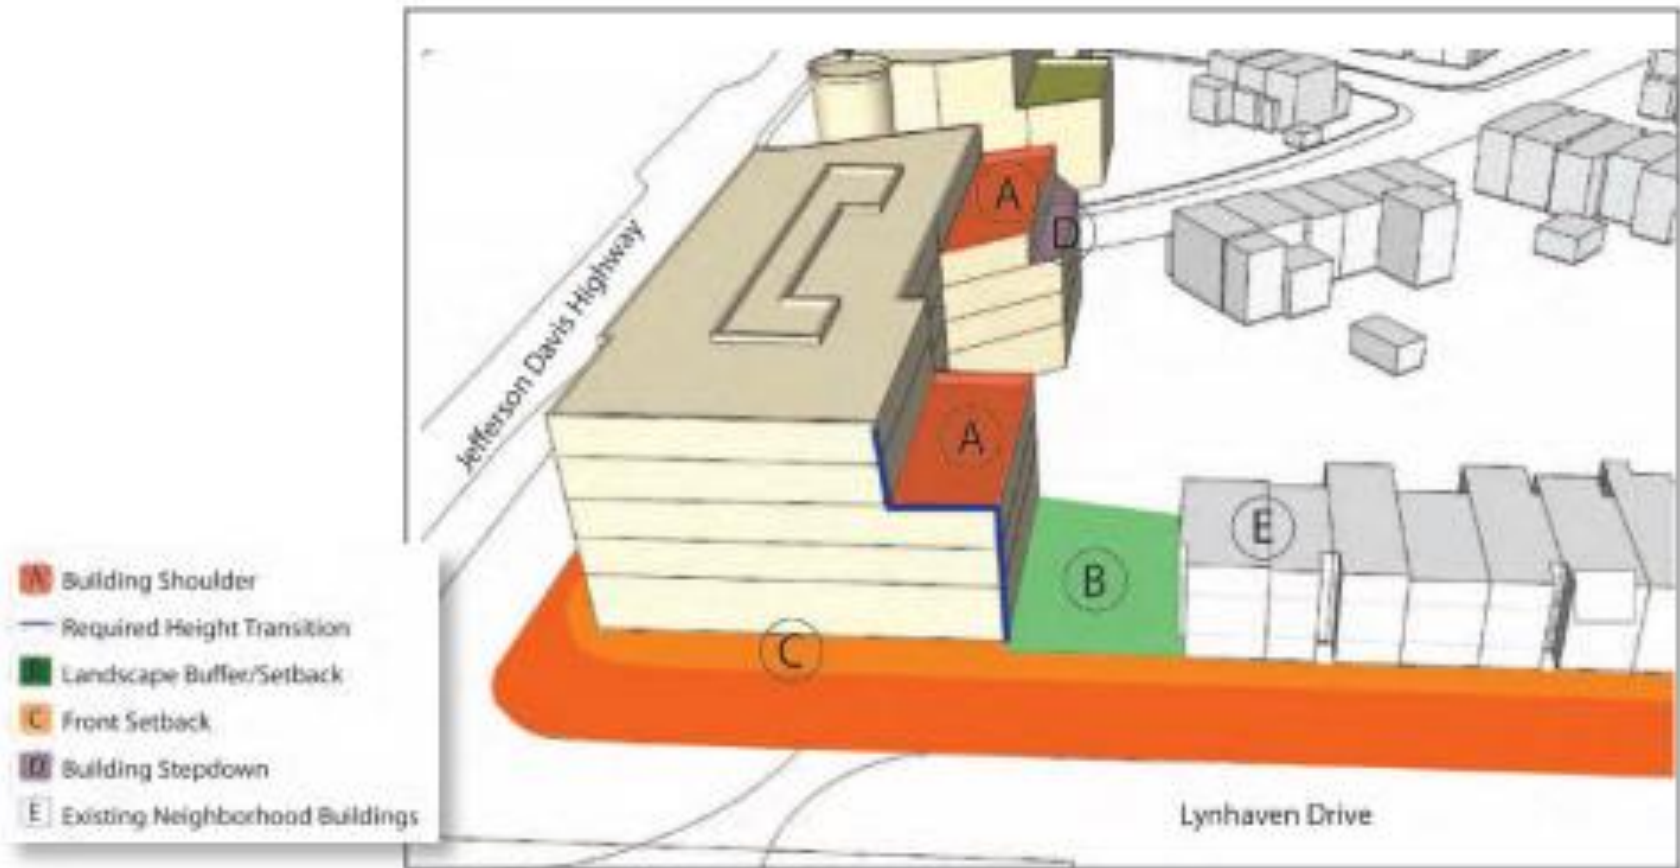 Jefferson Davis Highway
A
D
A
E
B
C
Lynhaven Drive
A Building Shoulder
Required Height Transition
B Landscape Buffer/Setback
C Front Setback
D Building Stepdown
E Existing Neighborhood Buildings